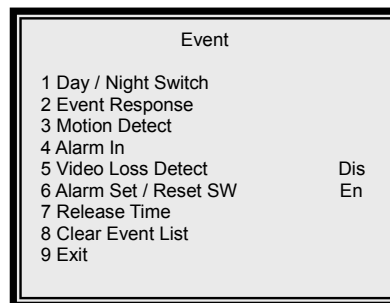 Event
1 Day / Night Switch
2 Event Response
3 Motion Detect
4 Alarm In
5 Video Loss Detect Dis
6 Alarm Set / Reset SW En
7 Release Time
8 Clear Event List
9 Exit